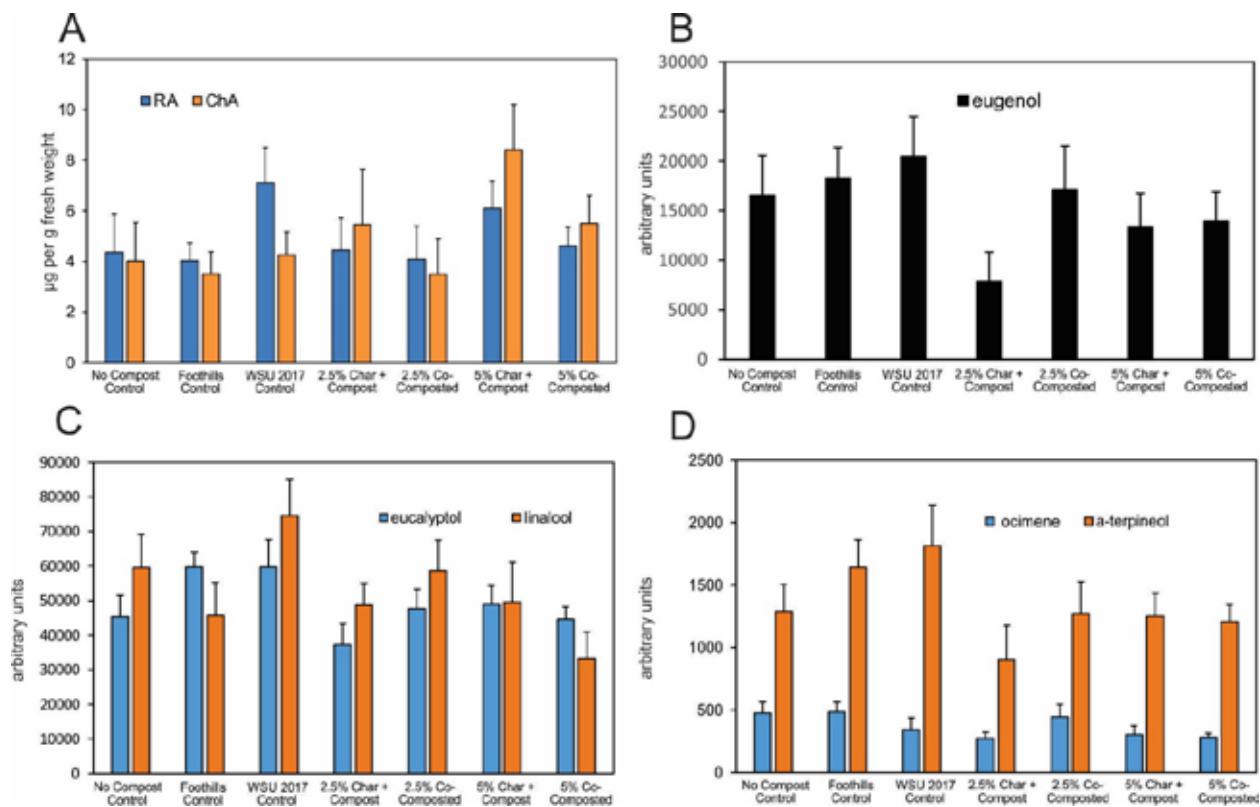 A
12
10
8
6
4
2
0
µg per g fresh weight
RA ChA
No Compost Control
Foothills Control
WSU 2017 Control
2.5% Char + Compost
2.5% Co-Composted
5% Char + Compost
5% Co-Composted
B
30000
25000
20000
15000
10000
5000
0
arbitrary units
eugenol
No Compost Control
Foothills Control
WSU 2017 Control
2.5% Char + Compost
2.5% Co-Composted
5% Char + Compost
5% Co-Composted
C
90000
80000
70000
60000
50000
40000
30000
20000
10000
0
arbitrary units
eucalyptol linalool
No Compost Control
Foothills Control
WSU 2017 Control
2.5% Char + Compost
2.5% Co-Composted
5% Char + Compost
5% Co-Composted
D
2500
2000
1500
1000
500
0
arbitrary units
ocimene a-terpineol
No Compost Control
Foothills Control
WSU 2017 Control
2.5% Char + Compost
2.5% Co-Composted
5% Char + Compost
5% Co-Composted